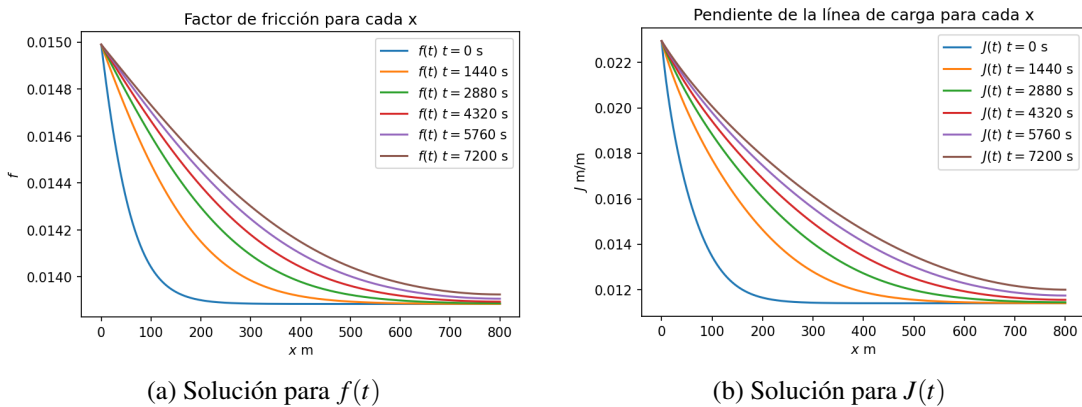 Factor de fricción para cada x
f
0.0150
0.0148
0.0146
0.0144
0.0142
0.0140
0 100 200 300 400 500 600 700 800
x m
f(t) t = 0 s
f(t) t = 1440 s
f(t) t = 2880 s
f(t) t = 4320 s
f(t) t = 5760 s
f(t) t = 7200 s
(a) Solución para f(t)
Pendiente de la línea de carga para cada x
J m/m
0.022
0.020
0.018
0.016
0.014
0.012
0 100 200 300 400 500 600 700 800
x m
J(t) t = 0 s
J(t) t = 1440 s
J(t) t = 2880 s
J(t) t = 4320 s
J(t) t = 5760 s
J(t) t = 7200 s
(b) Solución para J(t)